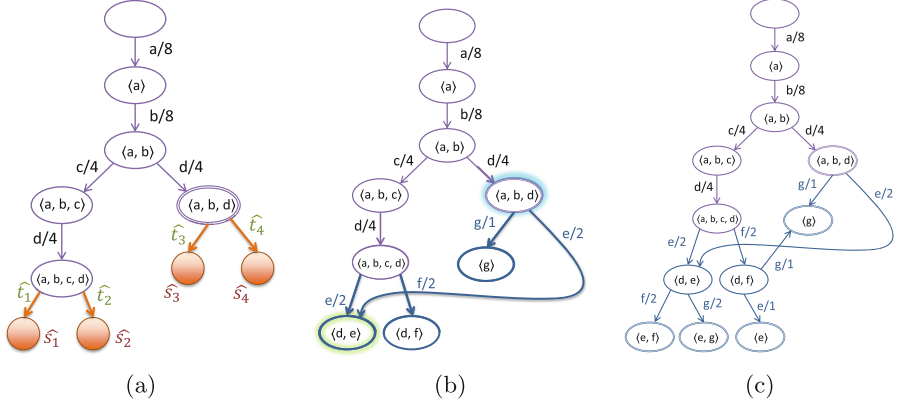 a/8
⟨a⟩
b/8
⟨a, b⟩
c/4
d/4
⟨a, b, c⟩
⟨a, b, d⟩
d/4
t̂3
t̂4
⟨a, b, c, d⟩
ŝ3
ŝ4
t̂1
t̂2
ŝ1
ŝ2
(a)
a/8
⟨a⟩
b/8
⟨a, b⟩
c/4
d/4
⟨a, b, c⟩
⟨a, b, d⟩
d/4
g/1
e/2
⟨a, b, c, d⟩
⟨g⟩
e/2
f/2
⟨d, e⟩
⟨d, f⟩
(b)
a/8
⟨a⟩
b/8
⟨a, b⟩
c/4
d/4
⟨a, b, c⟩
⟨a, b, d⟩
d/4
g/1
e/2
⟨a, b, c, d⟩
⟨g⟩
e/2
f/2
g/1
⟨d, e⟩
⟨d, f⟩
f/2
g/2
e/1
⟨e, f⟩
⟨e, g⟩
⟨e⟩
(c)